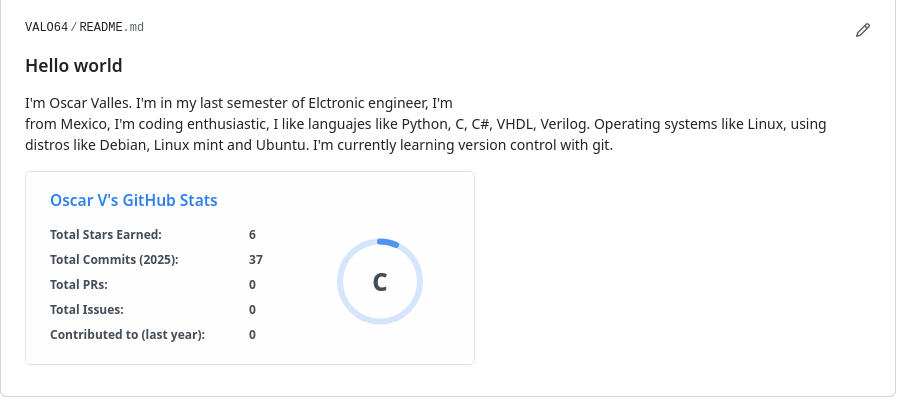 VALO64/README.md
Hello world
I'm Oscar Valles. I'm in my last semester of Elctronic engineer, I'm
from Mexico, I'm coding enthusiastic, I like languajes like Python, C, C#, VHDL, Verilog. Operating systems like Linux, using
distros like Debian, Linux mint and Ubuntu. I'm currently learning version control with git.
Oscar V's GitHub Stats
Total Stars Earned: 6
Total Commits (2025): 37
Total PRs: 0
Total Issues: 0
Contributed to (last year): 0
C